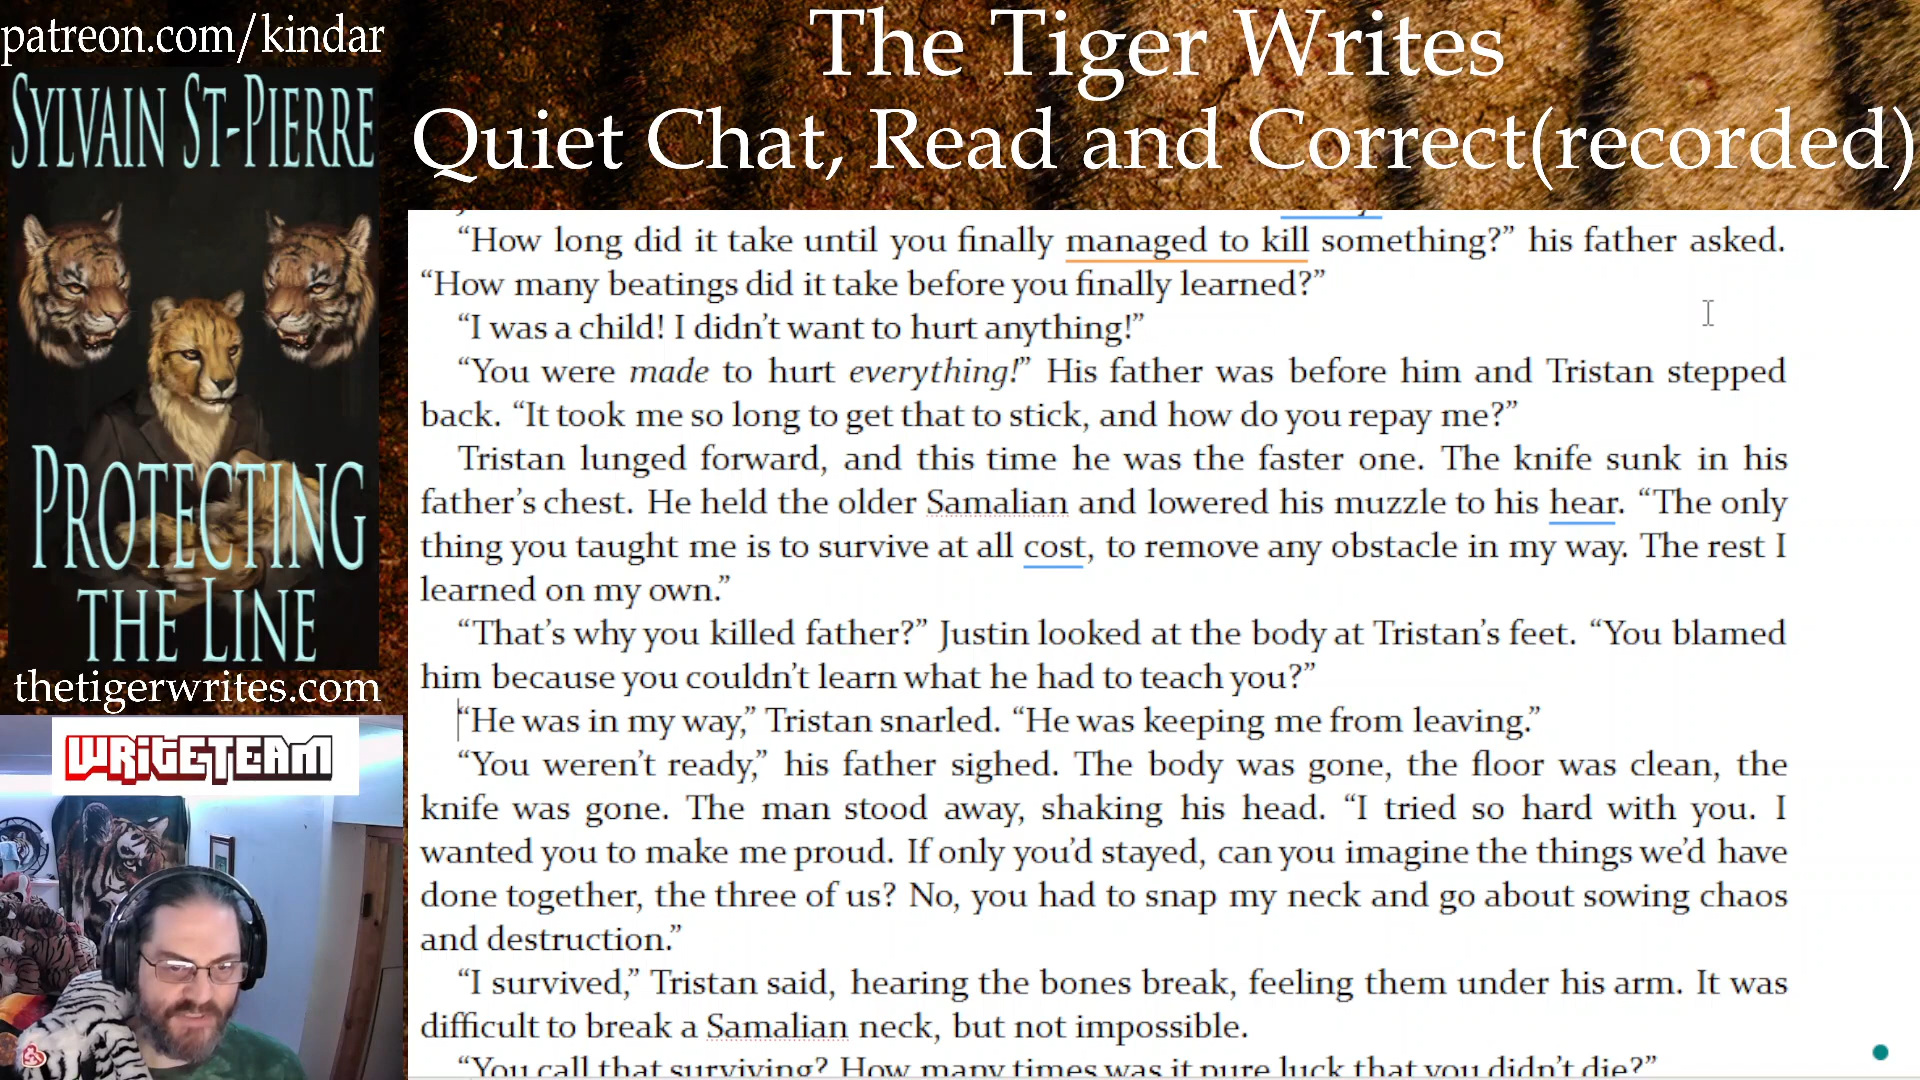 patreon.com/kindar
SYLVAIN ST-PIERRE
PROTECTING
THE LINE
thetigerwrites.com
WRITETEAM
The Tiger Writes
Quiet Chat, Read and Correct(recorded)
“How long did it take until you finally managed to kill something?” his father asked.
“How many beatings did it take before you finally learned?”
“I was a child! I didn’t want to hurt anything!”
“You were made to hurt everything!” His father was before him and Tristan stepped
back. “It took me so long to get that to stick, and how do you repay me?”
Tristan lunged forward, and this time he was the faster one. The knife sunk in his
father’s chest. He held the older Samalian and lowered his muzzle to his hear. “The only
thing you taught me is to survive at all cost, to remove any obstacle in my way. The rest I
learned on my own.”
“That’s why you killed father?” Justin looked at the body at Tristan’s feet. “You blamed
him because you couldn’t learn what he had to teach you?”
“He was in my way,” Tristan snarled. “He was keeping me from leaving.”
“You weren’t ready,” his father sighed. The body was gone, the floor was clean, the
knife was gone. The man stood away, shaking his head. “I tried so hard with you. I
wanted you to make me proud. If only you’d stayed, can you imagine the things we’d have
done together, the three of us? No, you had to snap my neck and go about sowing chaos
and destruction.”
“I survived,” Tristan said, hearing the bones break, feeling them under his arm. It was
difficult to break a Samalian neck, but not impossible.
“You call that surviving? How many times was it pure luck that you didn’t die?”